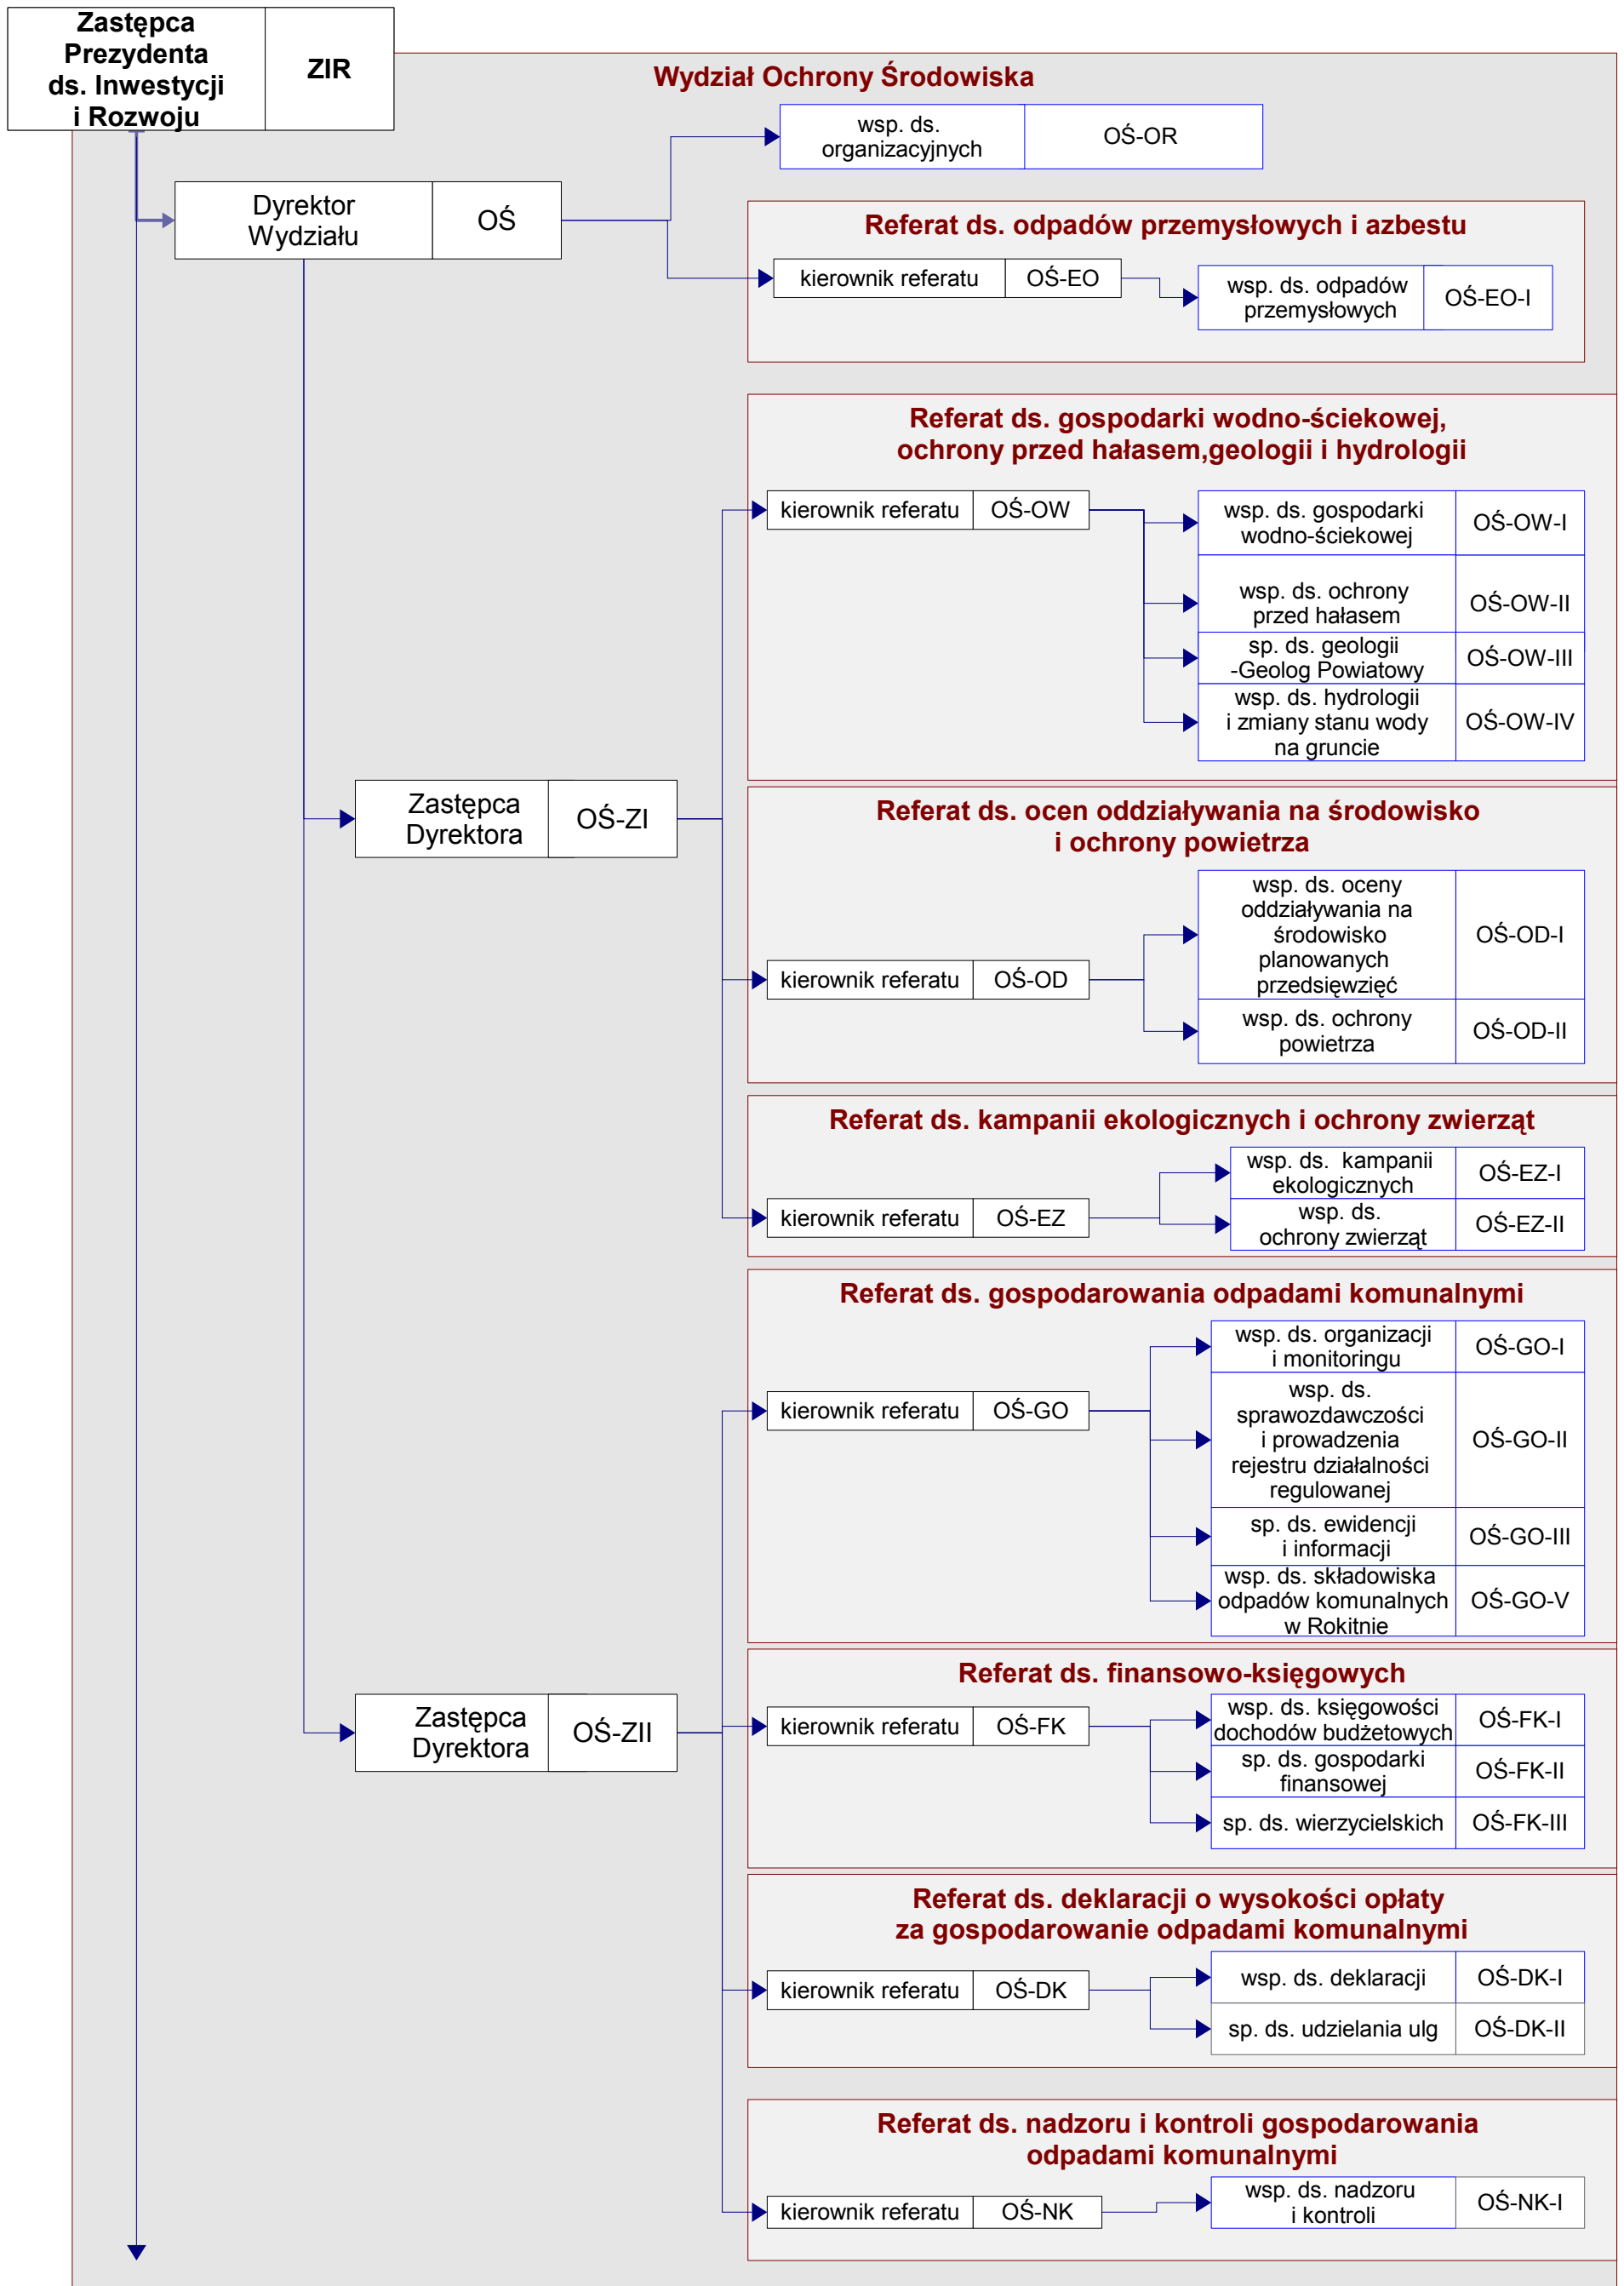 Zastępca
Prezydenta
ds. Inwestycji
i Rozwoju
ZIR
Wydział Ochrony Środowiska
wsp. ds.
organizacyjnych
OŚ-OR
Dyrektor
Wydziału
OŚ
Referat ds. odpadów przemysłowych i azbestu
kierownik referatu
OŚ-EO
wsp. ds. odpadów
przemysłowych
OŚ-EO-I
Referat ds. gospodarki wodno-ściekowej,
ochrony przed hałasem,geologii i hydrologii
kierownik referatu
OŚ-OW
wsp. ds. gospodarki
wodno-ściekowej
OŚ-OW-I
wsp. ds. ochrony
przed hałasem
OŚ-OW-II
sp. ds. geologii
-Geolog Powiatowy
OŚ-OW-III
wsp. ds. hydrologii
i zmiany stanu wody
na gruncie
OŚ-OW-IV
Zastępca
Dyrektora
OŚ-ZI
Referat ds. ocen oddziaływania na środowisko
i ochrony powietrza
kierownik referatu
OŚ-OD
wsp. ds. oceny
oddziaływania na
środowisko
planowanych
przedsięwzięć
OŚ-OD-I
wsp. ds. ochrony
powietrza
OŚ-OD-II
Referat ds. kampanii ekologicznych i ochrony zwierząt
kierownik referatu
OŚ-EZ
wsp. ds. kampanii
ekologicznych
OŚ-EZ-I
wsp. ds.
ochrony zwierząt
OŚ-EZ-II
Referat ds. gospodarowania odpadami komunalnymi
kierownik referatu
OŚ-GO
wsp. ds. organizacji
i monitoringu
OŚ-GO-I
wsp. ds.
sprawozdawczości
i prowadzenia
rejestru działalności
regulowanej
OŚ-GO-II
sp. ds. ewidencji
i informacji
OŚ-GO-III
wsp. ds. składowiska
odpadów komunalnych
w Rokitnie
OŚ-GO-V
Zastępca
Dyrektora
OŚ-ZII
Referat ds. finansowo-księgowych
kierownik referatu
OŚ-FK
wsp. ds. księgowości
dochodów budżetowych
OŚ-FK-I
sp. ds. gospodarki
finansowej
OŚ-FK-II
sp. ds. wierzycielskich
OŚ-FK-III
Referat ds. deklaracji o wysokości opłaty
za gospodarowanie odpadami komunalnymi
kierownik referatu
OŚ-DK
wsp. ds. deklaracji
OŚ-DK-I
sp. ds. udzielania ulg
OŚ-DK-II
Referat ds. nadzoru i kontroli gospodarowania
odpadami komunalnymi
kierownik referatu
OŚ-NK
wsp. ds. nadzoru
i kontroli
OŚ-NK-I